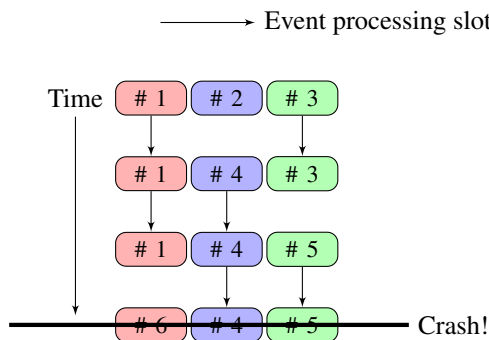 Event processing slot
Time # 1 # 2 # 3
# 1 # 4 # 3
# 1 # 4 # 5
# 6 # 4 # 5 Crash!